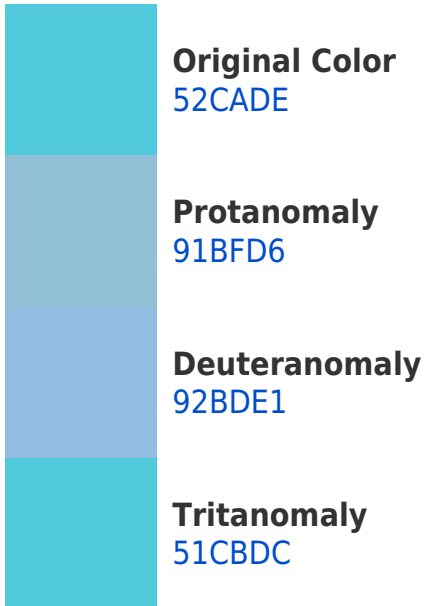 Original Color
52CADE
Protanomaly
91BFD6
Deuteranomaly
92BDE1
Tritanomaly
51CBDC